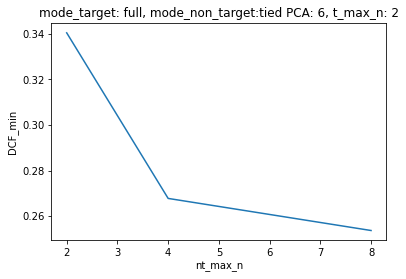 mode_target: full, mode_non_target:tied PCA: 6, t_max_n: 2
DCF_min
0.34
0.32
0.30
0.28
0.26
2 3 4 5 6 7 8
nt_max_n